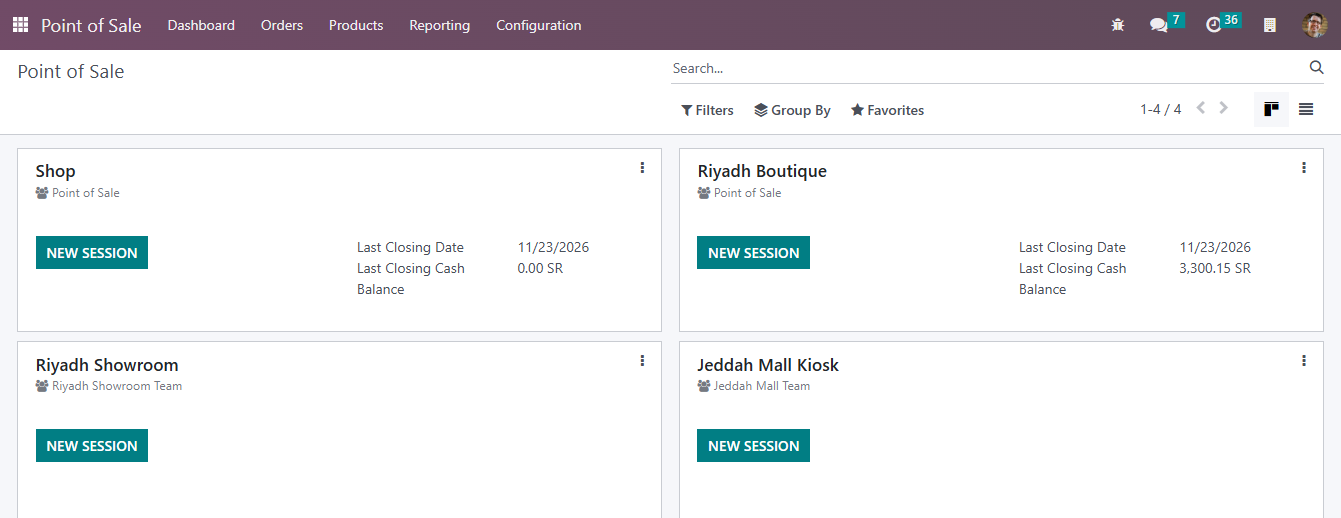 Point of Sale Dashboard Orders Products Reporting Configuration 7 36
Point of Sale
Search...
Filters Group By Favorites 1-4 / 4
Shop
Point of Sale
NEW SESSION
Last Closing Date 11/23/2026
Last Closing Cash Balance 0.00 SR
Riyadh Boutique
Point of Sale
NEW SESSION
Last Closing Date 11/23/2026
Last Closing Cash Balance 3,300.15 SR
Riyadh Showroom
Riyadh Showroom Team
NEW SESSION
Jeddah Mall Kiosk
Jeddah Mall Team
NEW SESSION